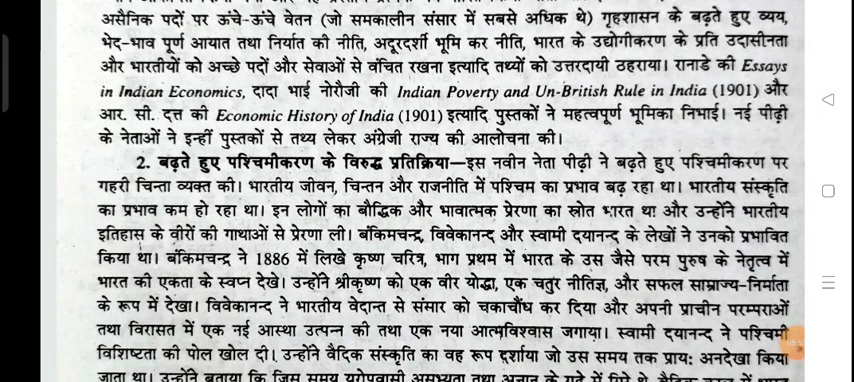 असैनिक पदों पर ऊंचे-ऊंचे वेतन (जो समकालीन संसार में सबसे अधिक थे) गृहशासन के बढ़ते हुए व्यय,
भेद-भाव पूर्ण आयात तथा निर्यात की नीति, अदूरदर्शी भूमि कर नीति, भारत के उद्योगीकरण के प्रति उदासीनता
और भारतीयों को अच्छे पदों और सेवाओं से वंचित रखना इत्यादि तथ्यों को उत्तरदायी ठहराया। रानाडे की Essays
in Indian Economics, दादा भाई नोरौजी की Indian Poverty and Un-British Rule in India (1901) और
आर. सी. दत्त की Economic History of India (1901) इत्यादि पुस्तकों ने महत्वपूर्ण भूमिका निभाई। नई पीढ़ी
के नेताओं ने इन्हीं पुस्तकों से तथ्य लेकर अंग्रेजी राज्य की आलोचना की।
2. बढ़ते हुए पश्चिमीकरण के विरुद्ध प्रतिक्रिया—इस नवीन नेता पीढ़ी ने बढ़ते हुए पश्चिमीकरण पर
गहरी चिन्ता व्यक्त की। भारतीय जीवन, चिन्तन और राजनीति में पश्चिम का प्रभाव बढ़ रहा था। भारतीय संस्कृति
का प्रभाव कम हो रहा था। इन लोगों का बौद्धिक और भावात्मक प्रेरणा का स्रोत भारत था और उन्होंने भारतीय
इतिहास के वीरों की गाथाओं से प्रेरणा ली। बंकिमचन्द्र, विवेकानन्द और स्वामी दयानन्द के लेखों ने उनको प्रभावित
किया था। बंकिमचन्द्र ने 1886 में लिखे कृष्ण चरित्र, भाग प्रथम में भारत के उस जैसे परम पुरुष के नेतृत्व में
भारत की एकता के स्वप्न देखे। उन्होंने श्रीकृष्ण को एक वीर योद्धा, एक चतुर नीतिज्ञ, और सफल साम्राज्य-निर्माता
के रूप में देखा। विवेकानन्द ने भारतीय वेदान्त से संसार को चकाचौंध कर दिया और अपनी प्राचीन परम्पराओं
तथा विरासत में एक नई आस्था उत्पन्न की तथा एक नया आत्मविश्वास जगाया। स्वामी दयानन्द ने पश्चिमी
विशिष्टता की पोल खोल दी। उन्होंने वैदिक संस्कृति का वह रूप दर्शाया जो उस समय तक प्राय: अनदेखा किया
जाता था। उन्होंने बताया कि जिस समय यूरोपवासी असभ्यता तथा अज्ञान के